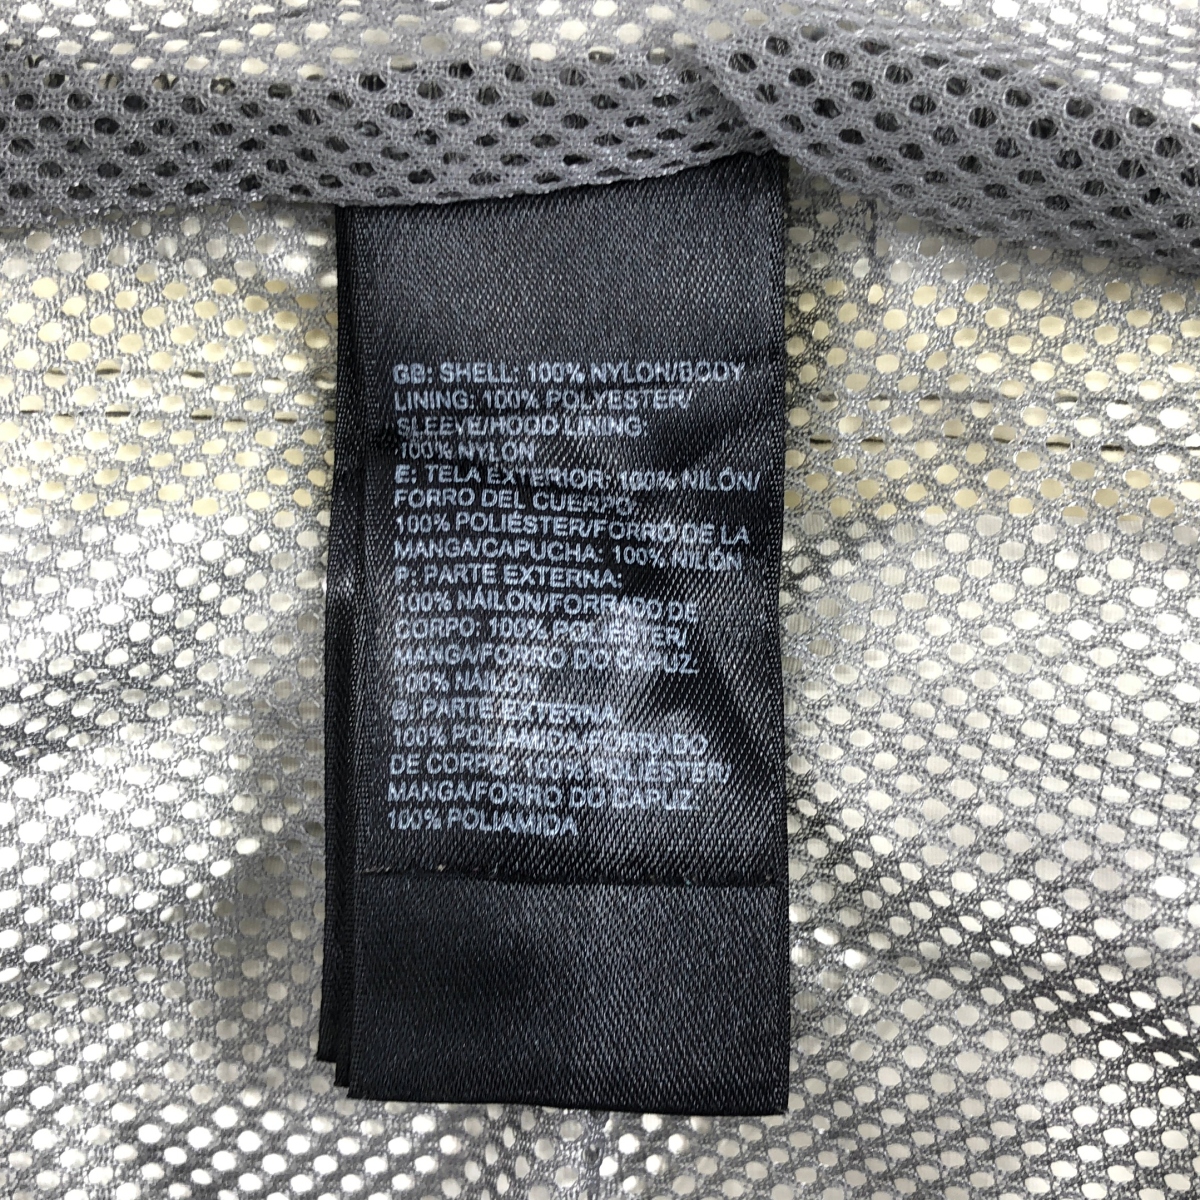 GB: SHELL: 100% NYLON/BODY
LINING: 100% POLYESTER/
SLEEVE/HOOD LINING:
100% NYLON
E: TELA EXTERIOR: 100% NILÓN/
FORRO DEL CUERPO:
100% POLIÉSTER/FORRO DE LA
MANGA/CAPUCHA: 100% NILÓN
P: PARTE EXTERNA:
100% NÁILON/FORRADO DE
CORPO: 100% POLIÉSTER/
MANGA/FORRO DO CAPUZ:
100% NÁILON
B: PARTE EXTERNA:
100% POLIAMIDA/FORRADO
DE CORPO: 100% POLIÉSTER/
MANGA/FORRO DO CAPUZ:
100% POLIAMIDA